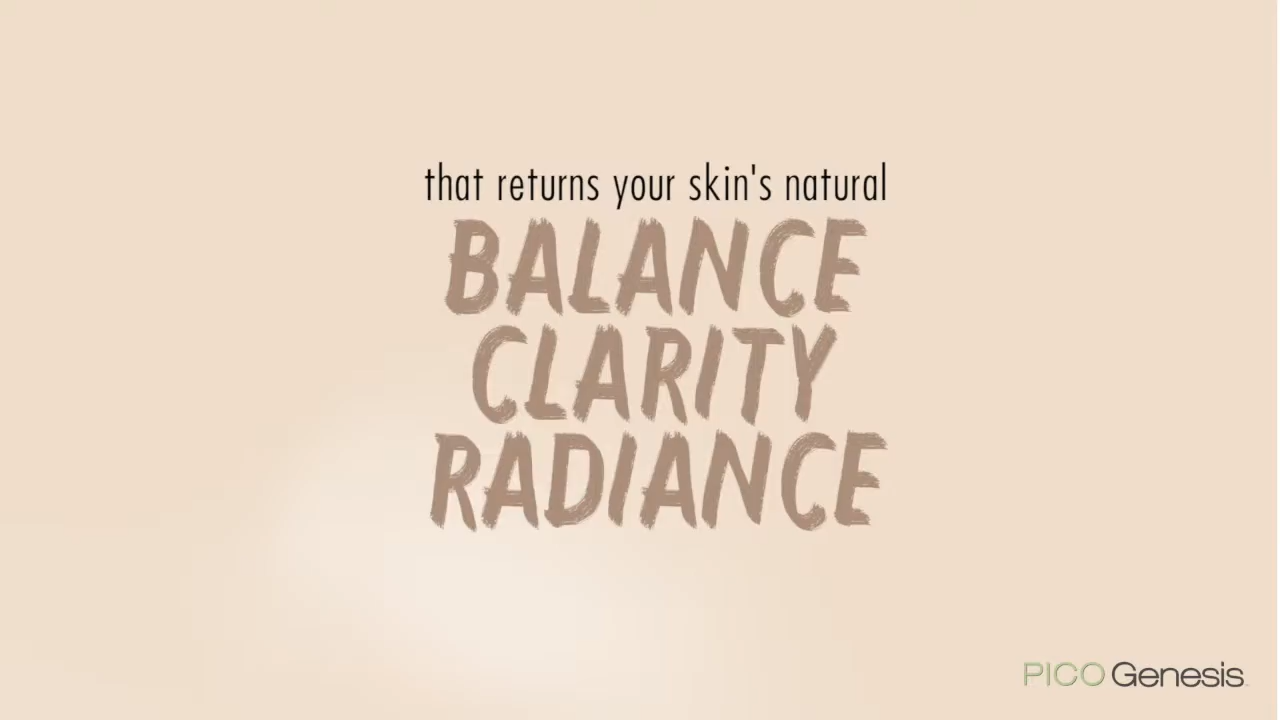 that returns your skin's natural
BALANCE
CLARITY
RADIANCE
PICO Genesis